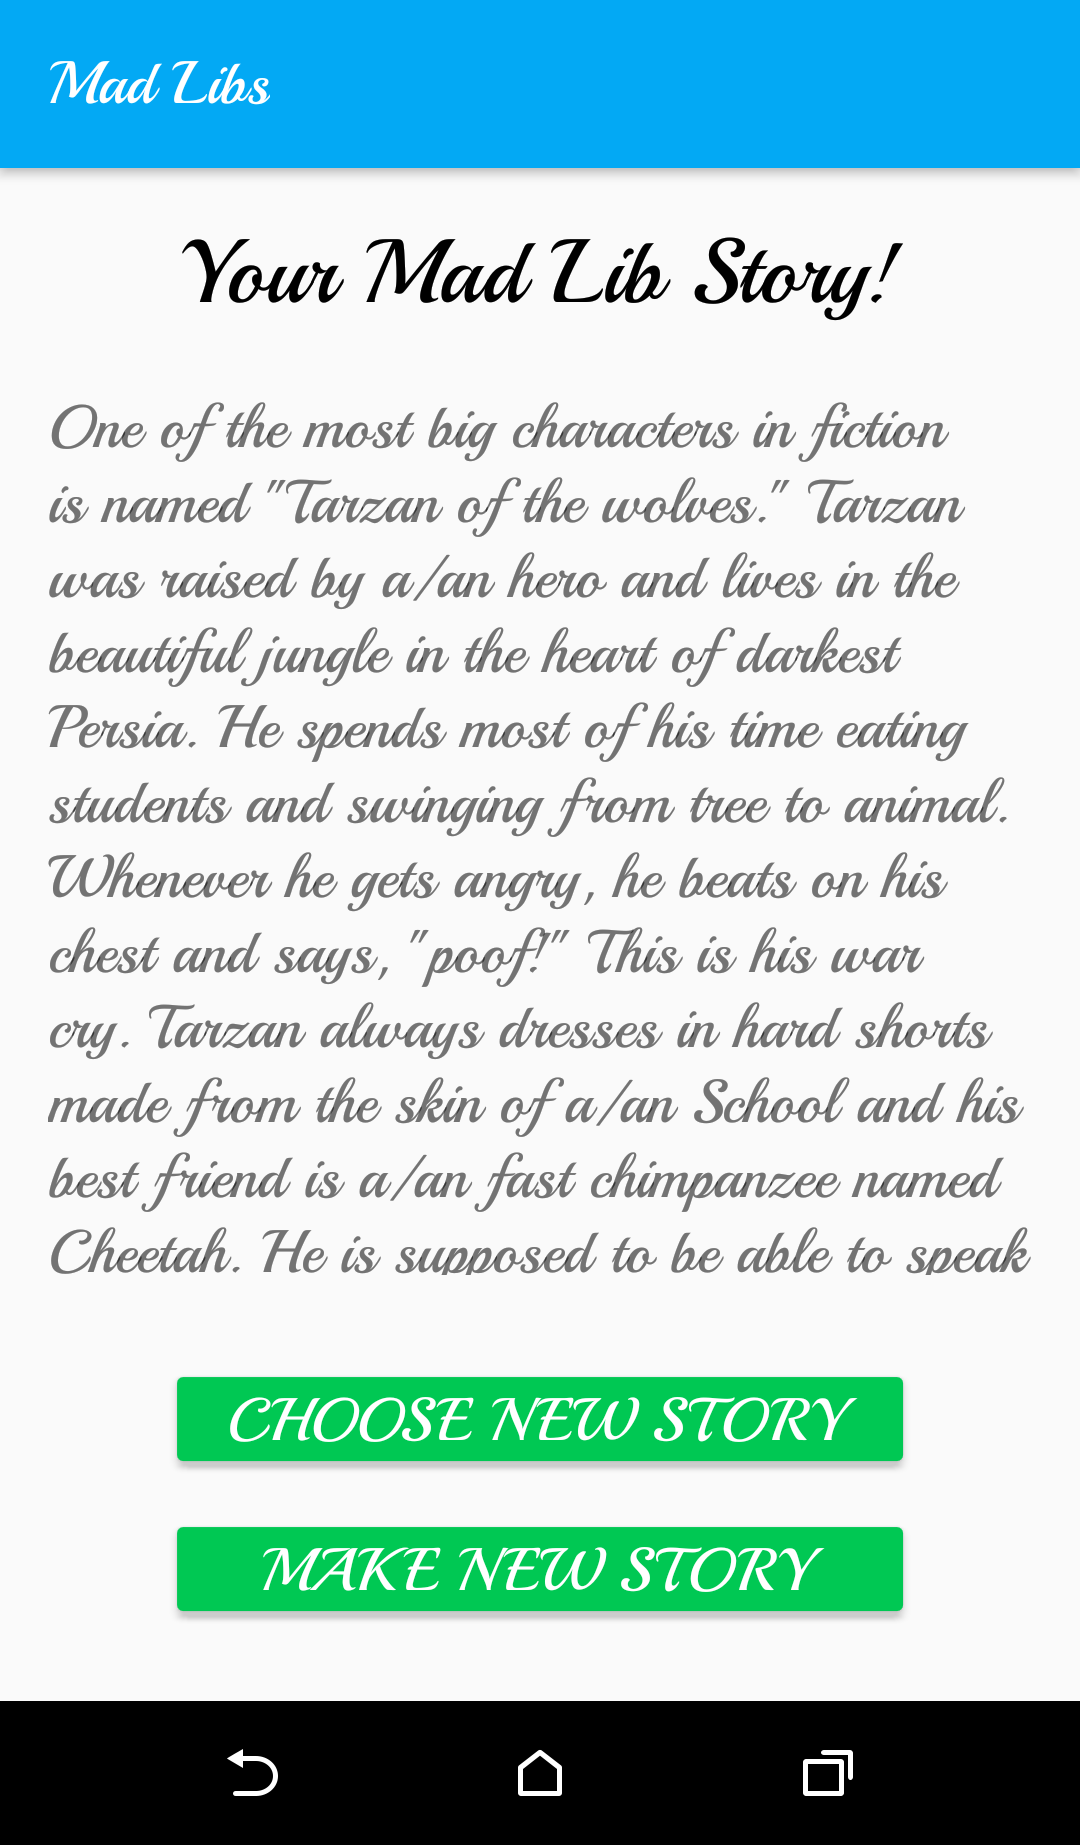 Mad Libs
Your Mad Lib Story!
One of the most big characters in fiction
is named "Tarzan of the wolves." Tarzan
was raised by a/an hero and lives in the
beautiful jungle in the heart of darkest
Persia. He spends most of his time eating
students and swinging from tree to animal.
Whenever he gets angry, he beats on his
chest and says, "poof!" This is his war
cry. Tarzan always dresses in hard shorts
made from the skin of a/an School and his
best friend is a/an fast chimpanzee named
Cheetah. He is supposed to be able to speak
CHOOSE NEW STORY
MAKE NEW STORY